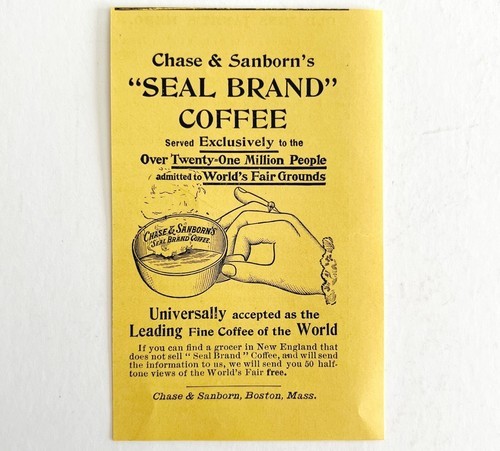 Chase & Sanborn's
"SEAL BRAND"
COFFEE
Served Exclusively to the
Over Twenty-One Million People
admitted to World's Fair Grounds
CHASE & SANBORN'S
SEAL BRAND COFFEE.
Universally accepted as the
Leading Fine Coffee of the World
If you can find a grocer in New England that
does not sell "Seal Brand" Coffee, and will send
the information to us, we will send you 50 half-
tone views of the World's Fair free.
Chase & Sanborn, Boston, Mass.